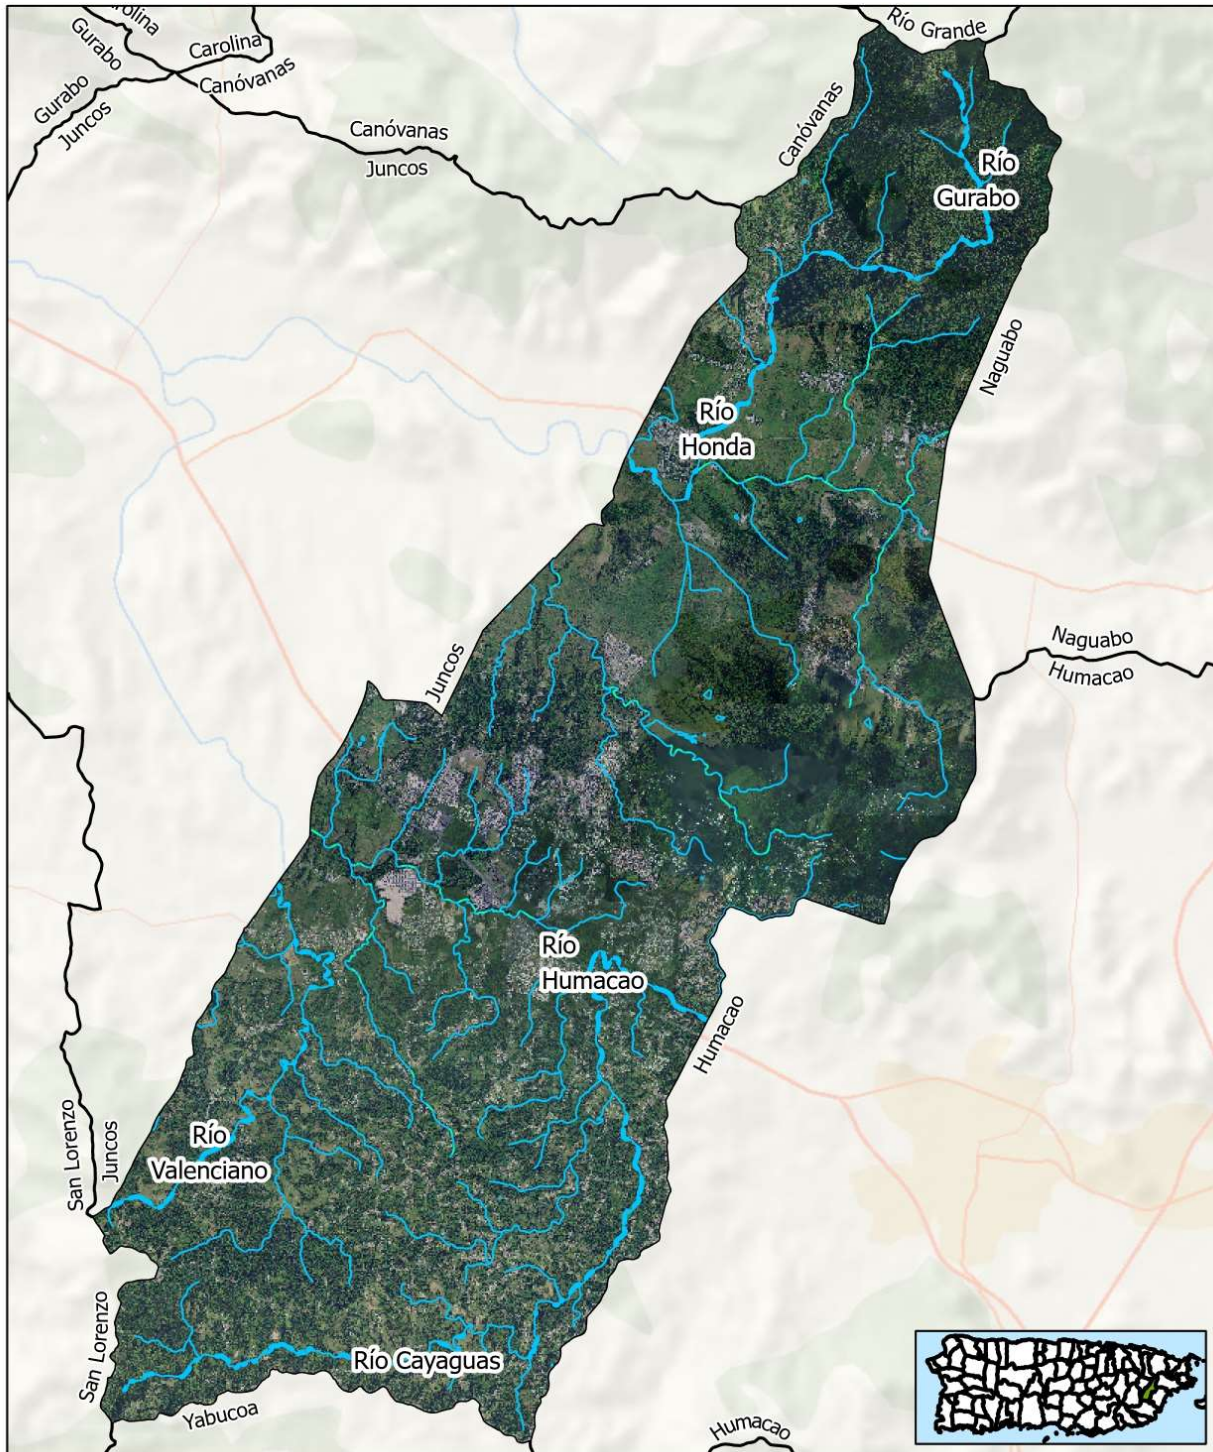 Carolina
Gurabo
Carolina
Canóvanas
Gurabo
Juncos
Río Grande
Canóvanas
Juncos
Canóvanas
Río
Gurabo
Naguabo
Río
Honda
Naguabo
Humacao
Juncos
Río
Humacao
Humacao
San Lorenzo
Juncos
Río
Valenciano
San Lorenzo
Río Cayaguas
Yabucoa
Humacao